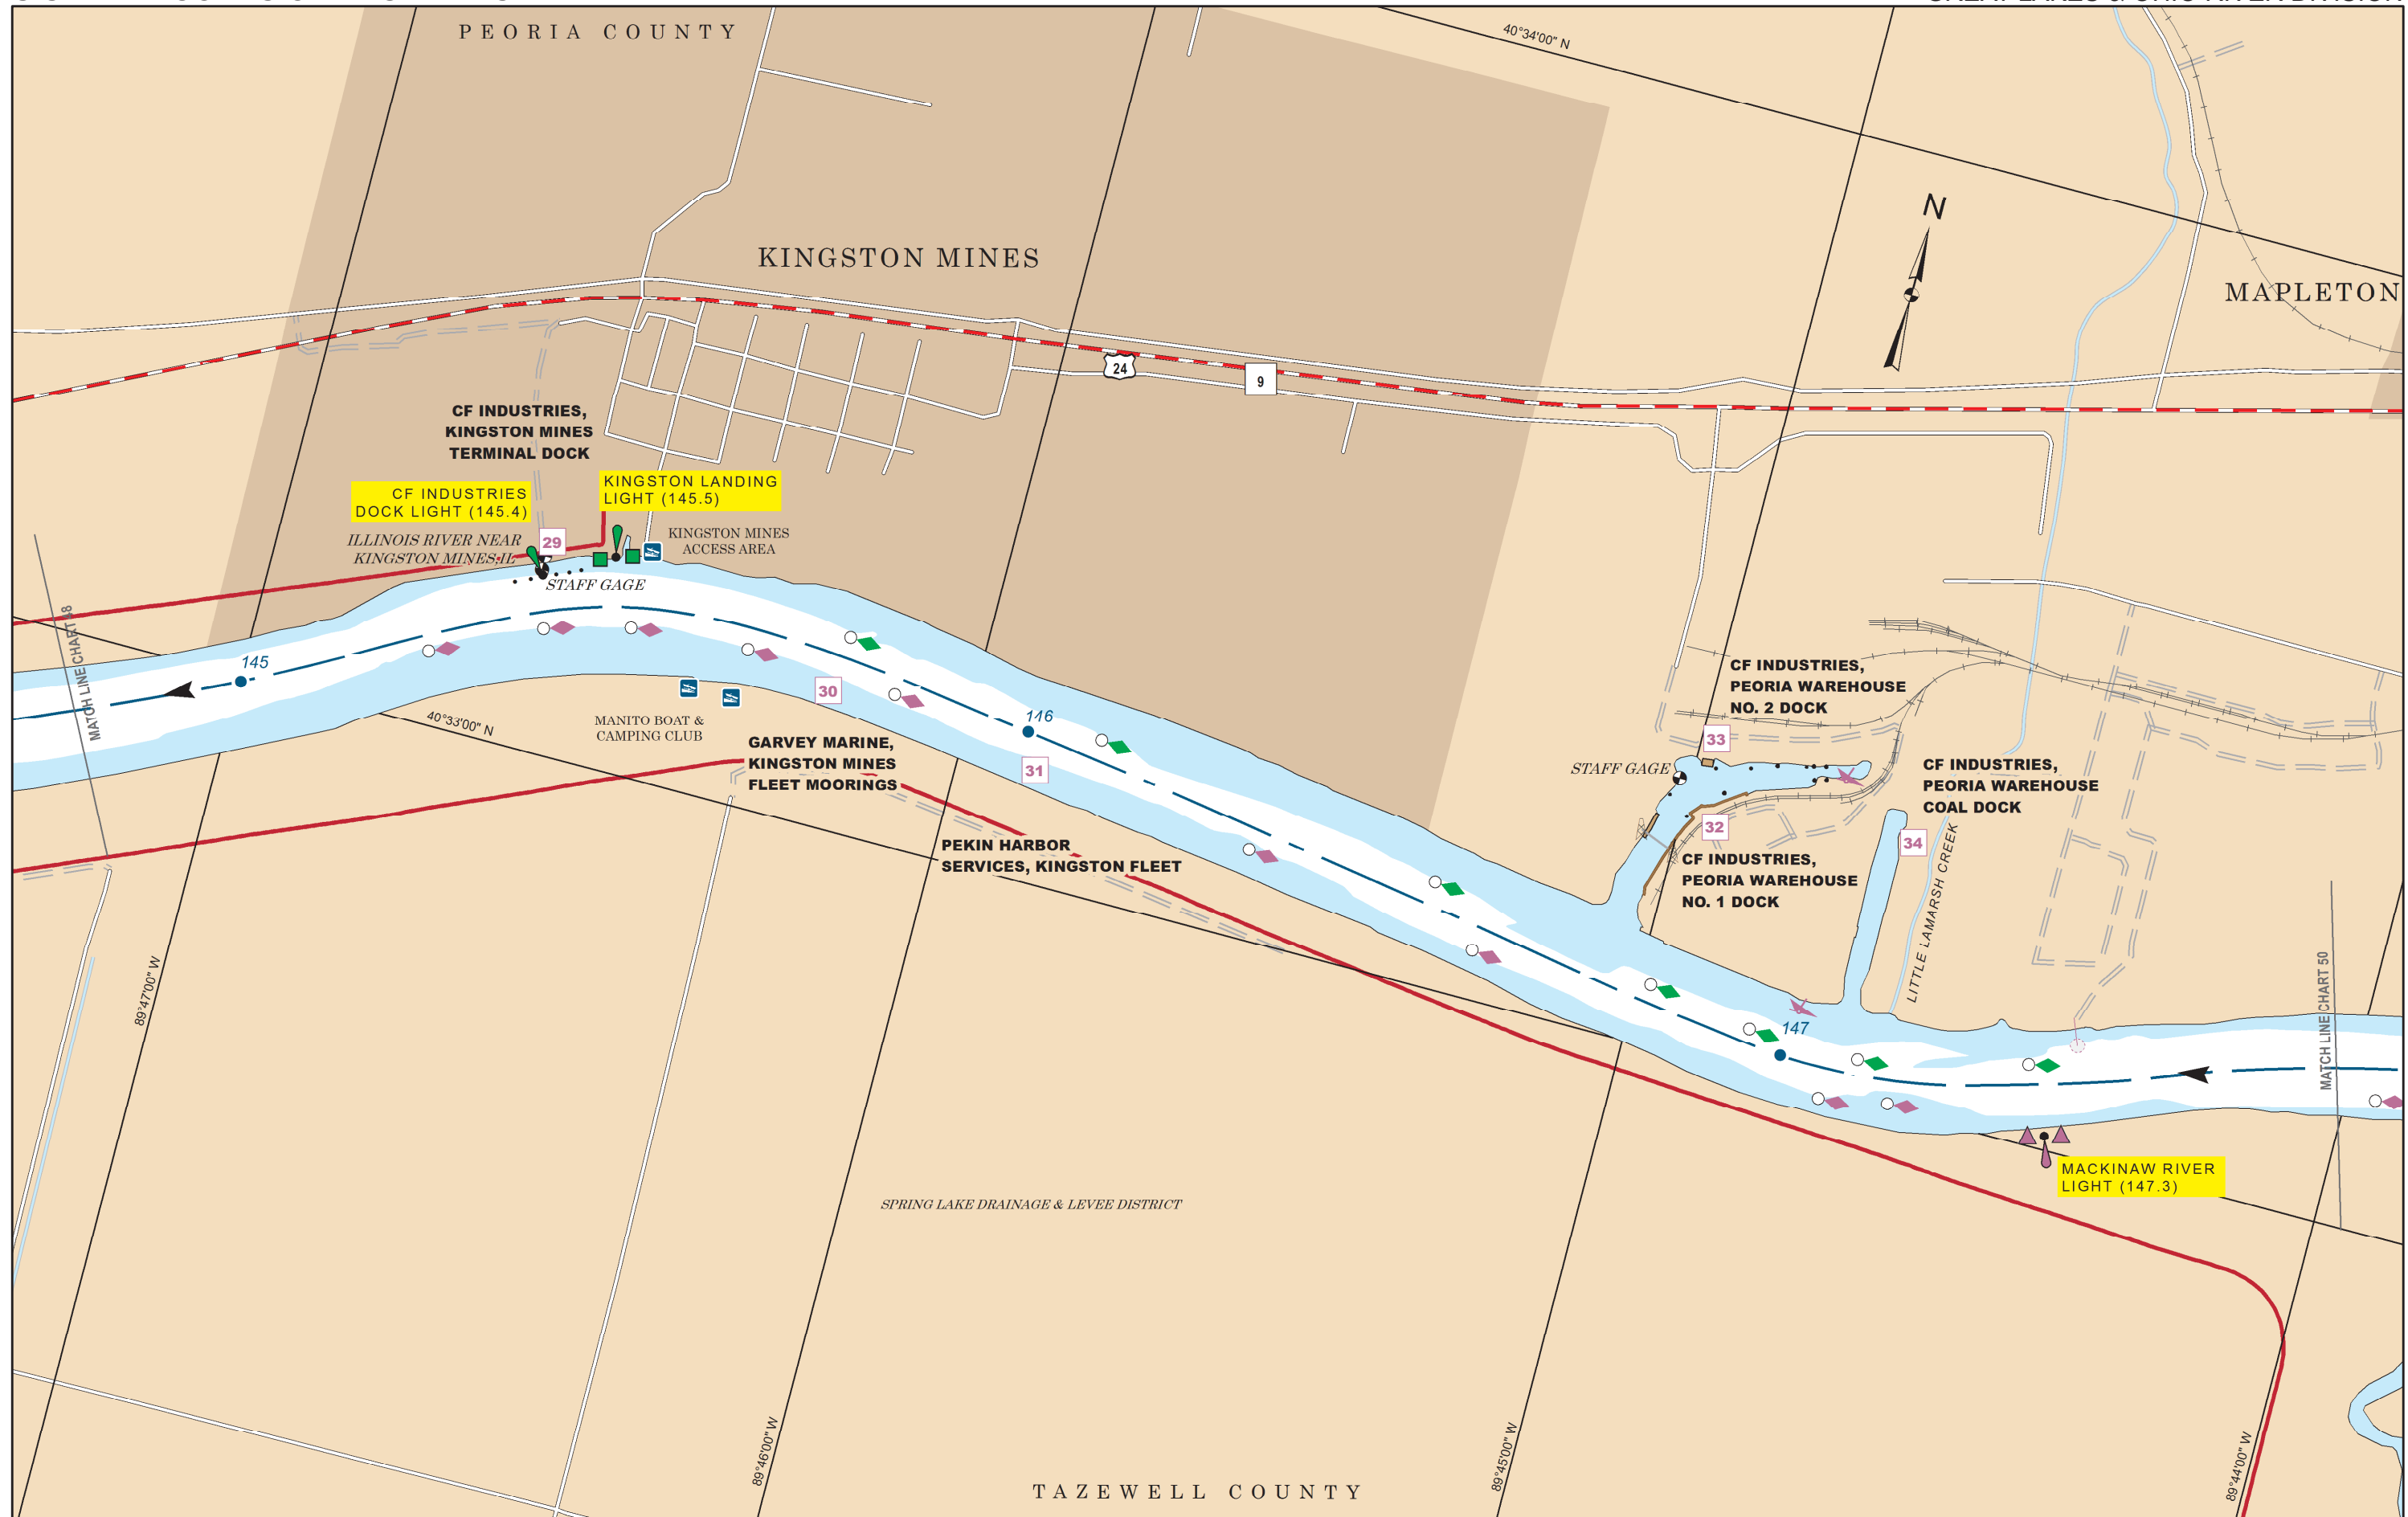 PEORIA COUNTY
40°34'00" N
N
KINGSTON MINES
MAPLETON
24
9
CF INDUSTRIES,
KINGSTON MINES
TERMINAL DOCK
KINGSTON LANDING
LIGHT (145.5)
CF INDUSTRIES
DOCK LIGHT (145.4)
ILLINOIS RIVER NEAR
KINGSTON MINES, IL
29
KINGSTON MINES
ACCESS AREA
STAFF GAGE
MATCH LINE CHART 48
145
30
146
31
40°33'00" N
MANITO BOAT &
CAMPING CLUB
GARVEY MARINE,
KINGSTON MINES
FLEET MOORINGS
PEKIN HARBOR
SERVICES, KINGSTON FLEET
CF INDUSTRIES,
PEORIA WAREHOUSE
NO. 2 DOCK
33
STAFF GAGE
CF INDUSTRIES,
PEORIA WAREHOUSE
COAL DOCK
32
34
CF INDUSTRIES,
PEORIA WAREHOUSE
NO. 1 DOCK
LITTLE LAMARSH CREEK
89°47'00" W
147
MATCH LINE CHART 50
MACKINAW RIVER
LIGHT (147.3)
SPRING LAKE DRAINAGE & LEVEE DISTRICT
89°46'00" W
89°45'00" W
89°44'00" W
TAZEWELL COUNTY